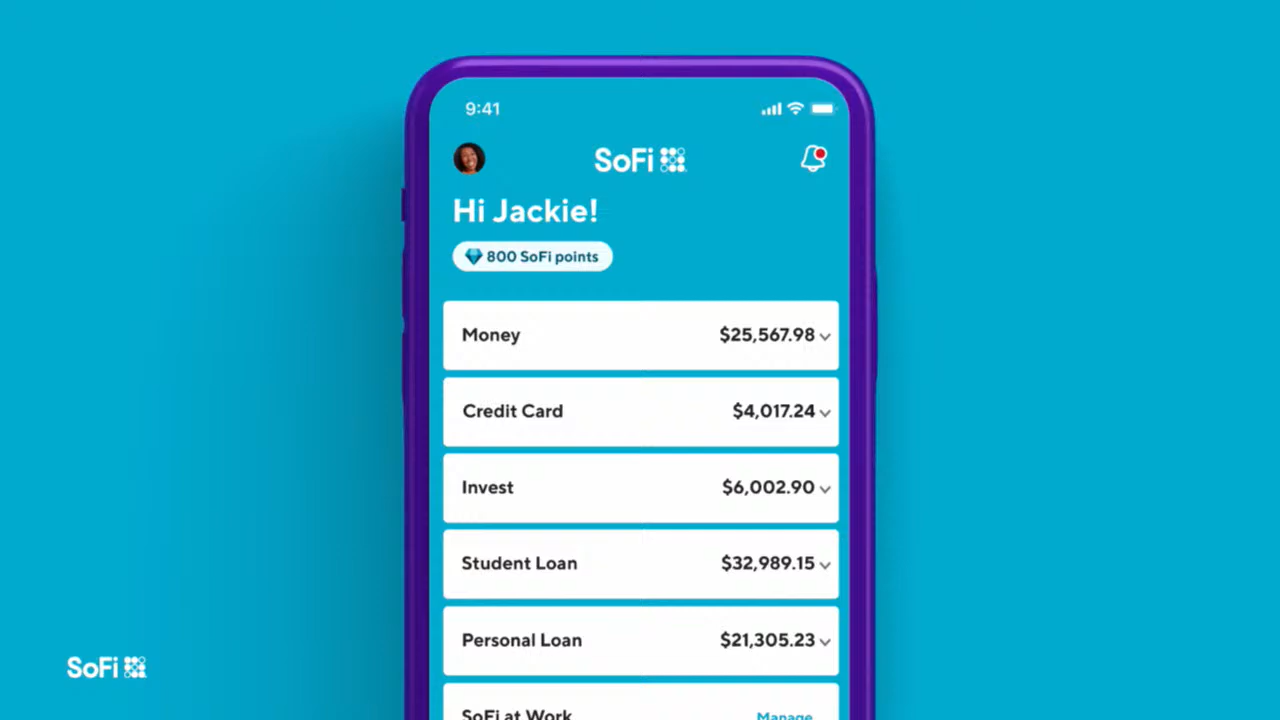 9:41
SoFi
Hi Jackie!
800 SoFi points
Money $25,567.98
Credit Card $4,017.24
Invest $6,002.90
Student Loan $32,989.15
Personal Loan $21,305.23
SoFi at Work Manage
SoFi